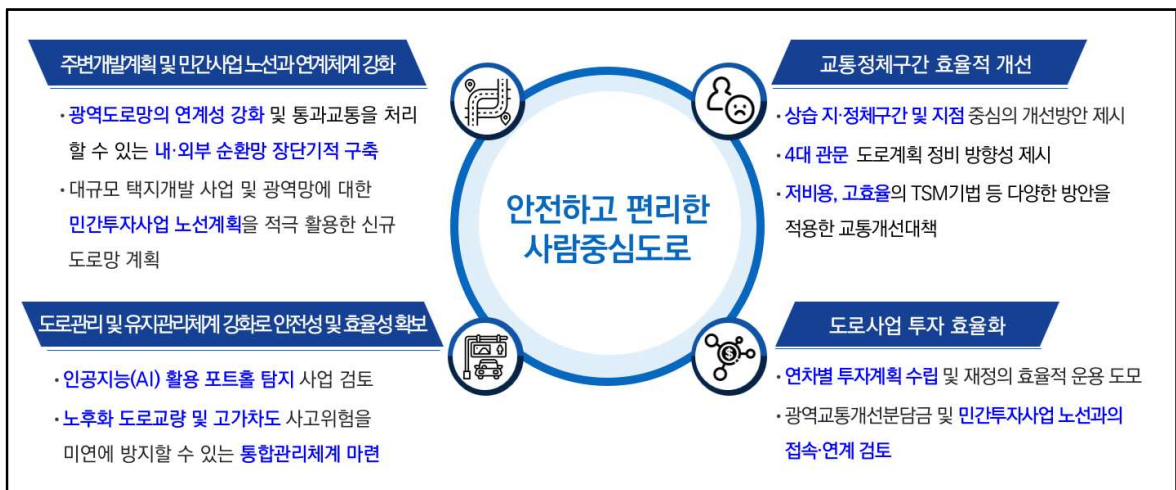 주변개발계획 및 민간사업 노선과 연계체계 강화
· 광역도로망의 연계성 강화 및 통과교통을 처리
할 수 있는 내·외부 순환망 장단기적 구축
· 대규모 택지개발 사업 및 광역망에 대한
민간투자사업 노선계획을 적극 활용한 신규
도로망 계획
교통정체구간 효율적 개선
· 상습 지·정체구간 및 지점 중심의 개선방안 제시
· 4대 관문 도로계획 정비 방향성 제시
· 저비용, 고효율의 TSM기법 등 다양한 방안을
적용한 교통개선대책
안전하고 편리한
사람중심도로
도로관리 및 유지관리체계 강화로 안전성 및 효율성 확보
· 인공지능(AI) 활용 포트홀 탐지 사업 검토
· 노후화 도로교량 및 고가차도 사고위험을
미연에 방지할 수 있는 통합관리체계 마련
도로사업 투자 효율화
· 연차별 투자계획 수립 및 재정의 효율적 운용 도모
· 광역교통개선분담금 및 민간투자사업 노선과의
접속·연계 검토